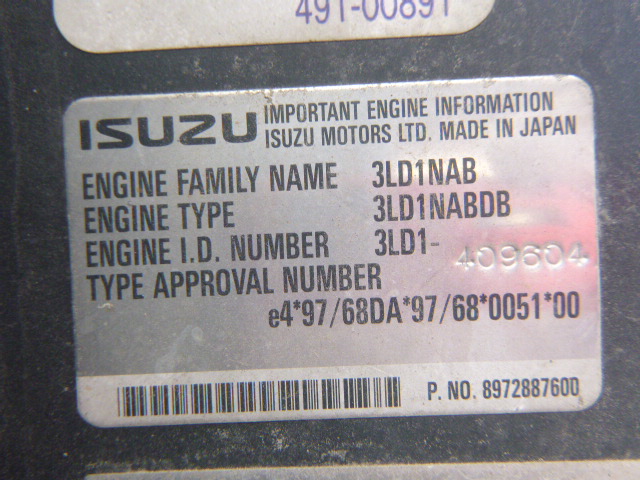 491-00891
ISUZU IMPORTANT ENGINE INFORMATION
ISUZU MOTORS LTD. MADE IN JAPAN
ENGINE FAMILY NAME 3LD1NAB
ENGINE TYPE 3LD1NABDB
ENGINE I.D. NUMBER 3LD1- 409604
TYPE APPROVAL NUMBER
e4*97/68DA*97/68*0051*00
P. NO. 8972887600